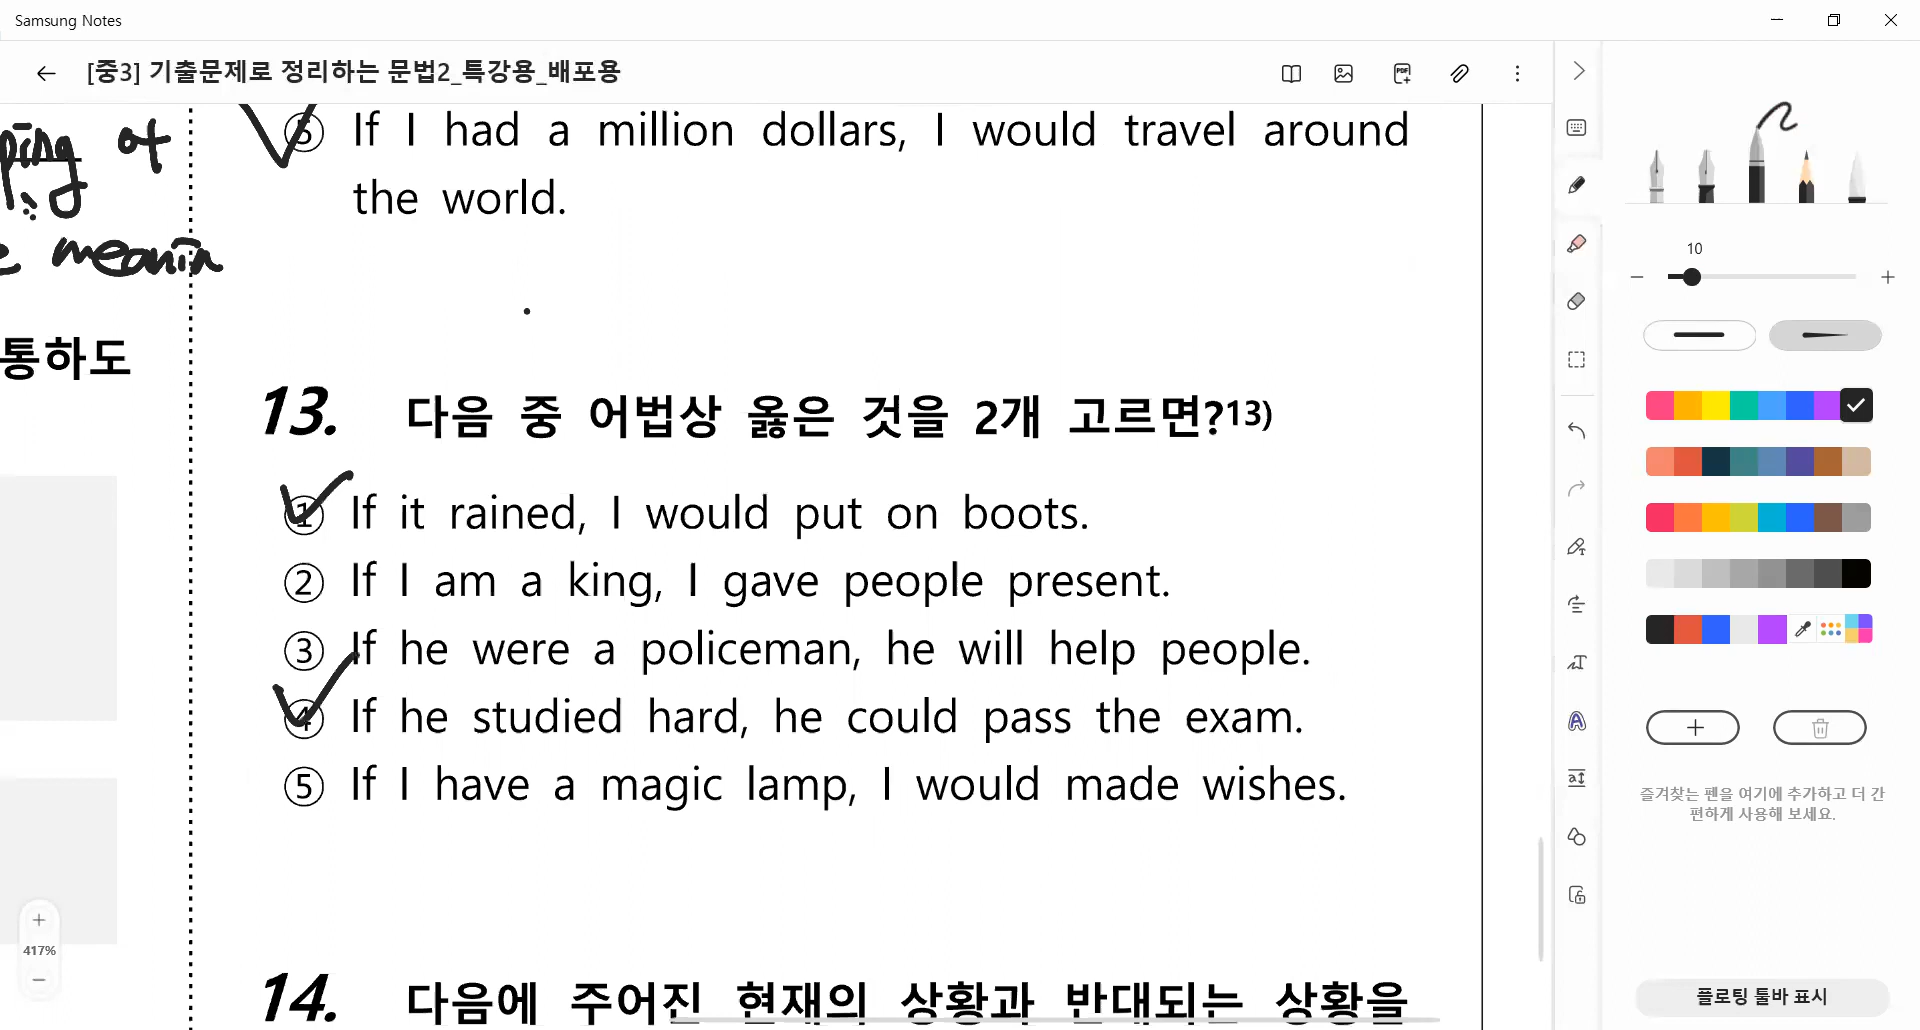 Samsung Notes
[중3] 기출문제로 정리하는 문법2_특강용_배포용
ping of
meanin
통하도
⑤ If I had a million dollars, I would travel around
the world.
13. 다음 중 어법상 옳은 것을 2개 고르면?13)
① If it rained, I would put on boots.
② If I am a king, I gave people present.
③ If he were a policeman, he will help people.
④ If he studied hard, he could pass the exam.
⑤ If I have a magic lamp, I would made wishes.
14. 다음에 주어진 현재의 상황과 반대되는 상황을
417%
PDF
10
즐겨찾는 펜을 여기에 추가하고 더 간
편하게 사용해 보세요.
플로팅 툴바 표시